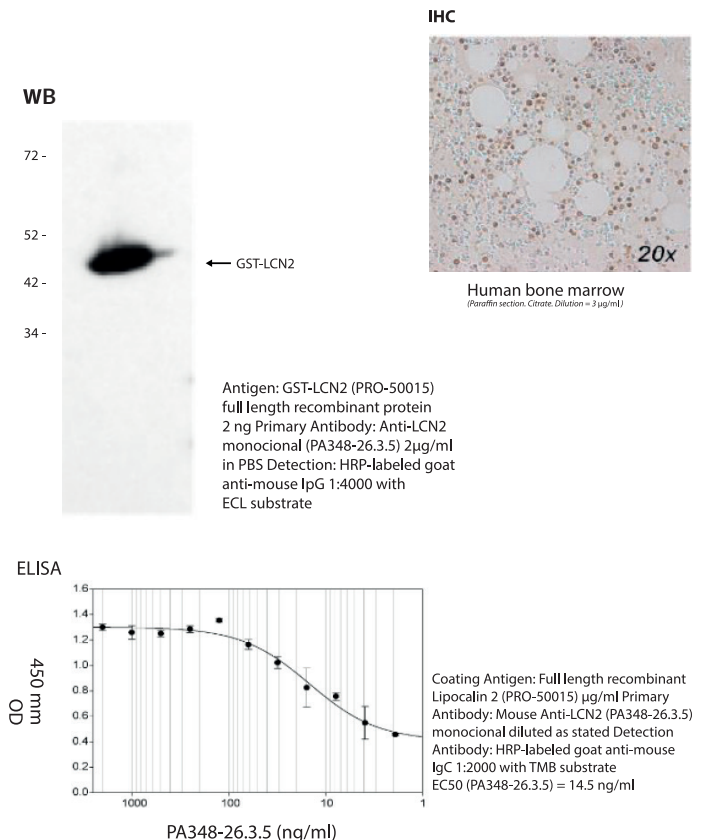 IHC
20x
Human bone marrow
(Paraffin section. Citrate. Dilution = 3 µg/ml)
WB
72 -
52 -
42 -
34 -
GST-LCN2
Antigen: GST-LCN2 (PRO-50015)
full length recombinant protein
2 ng Primary Antibody: Anti-LCN2
monocional (PA348-26.3.5) 2µg/ml
in PBS Detection: HRP-labeled goat
anti-mouse IpG 1:4000 with
ECL substrate
ELISA
1.6
1.4
1.2
1.0
0.8
0.6
0.4
0.2
0.0
450 mm
OD
1000
100
10
1
PA348-26.3.5 (ng/ml)
Coating Antigen: Full length recombinant
Lipocalin 2 (PRO-50015) µg/ml Primary
Antibody: Mouse Anti-LCN2 (PA348-26.3.5)
monocional diluted as stated Detection
Antibody: HRP-labeled goat anti-mouse
IgC 1:2000 with TMB substrate
EC50 (PA348-26.3.5) = 14.5 ng/ml